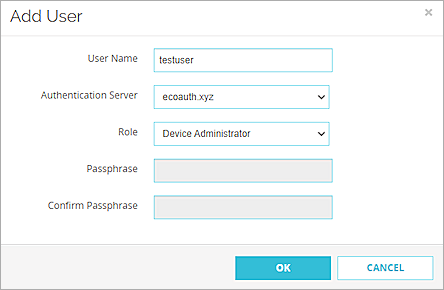 Add User ×
User Name testuser
Authentication Server ecoauth.xyz
Role Device Administrator
Passphrase
Confirm Passphrase
OK CANCEL